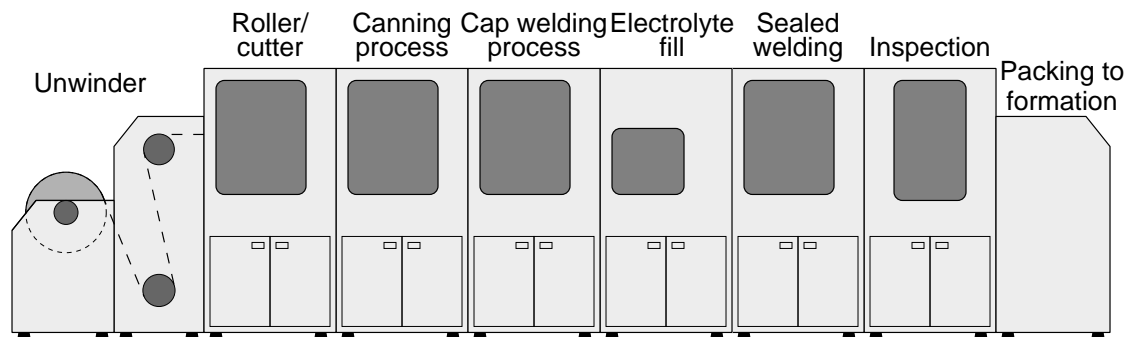 Unwinder
Roller/
cutter
Canning
process
Cap welding
process
Electrolyte
fill
Sealed
welding
Inspection
Packing to
formation